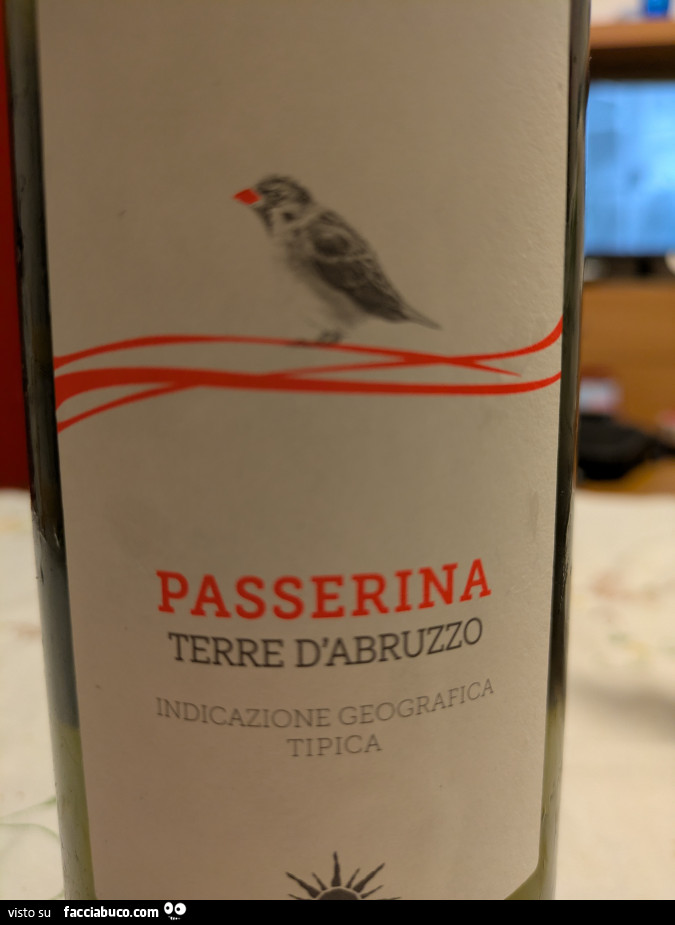 PASSERINA
TERRE D'ABRUZZO
INDICAZIONE GEOGRAFICA
TIPICA
visto su facciabuco.com